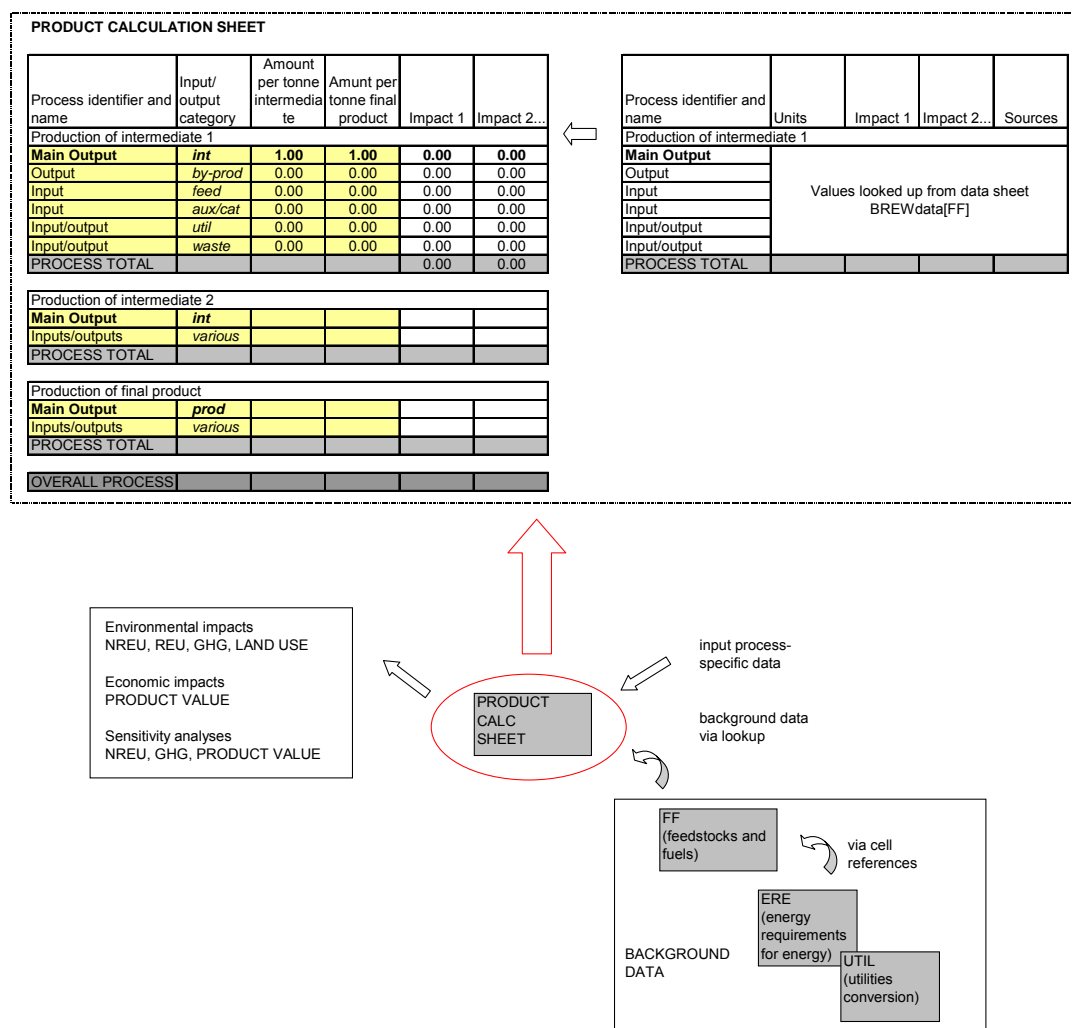 PRODUCT CALCULATION SHEET
Process identifier and name Input/ output category Amount per tonne intermedia te Amunt per tonne final product Impact 1 Impact 2...
Production of intermediate 1
Main Output int 1.00 1.00 0.00 0.00
Output by-prod 0.00 0.00 0.00 0.00
Input feed 0.00 0.00 0.00 0.00
Input aux/cat 0.00 0.00 0.00 0.00
Input/output util 0.00 0.00 0.00 0.00
Input/output waste 0.00 0.00 0.00 0.00
PROCESS TOTAL 0.00 0.00
Production of intermediate 2
Main Output int
Inputs/outputs various
PROCESS TOTAL
Production of final product
Main Output prod
Inputs/outputs various
PROCESS TOTAL
OVERALL PROCESS
Process identifier and name Units Impact 1 Impact 2... Sources
Production of intermediate 1
Main Output
Output
Input
Input
Input/output
Input/output
Values looked up from data sheet
BREWdata[FF]
PROCESS TOTAL
Environmental impacts
NREU, REU, GHG, LAND USE
Economic impacts
PRODUCT VALUE
Sensitivity analyses
NREU, GHG, PRODUCT VALUE
PRODUCT
CALC
SHEET
input process-
specific data
background data
via lookup
FF
(feedstocks and
fuels)
via cell
references
ERE
(energy
requirements
for energy)
UTIL
(utilities
conversion)
BACKGROUND
DATA